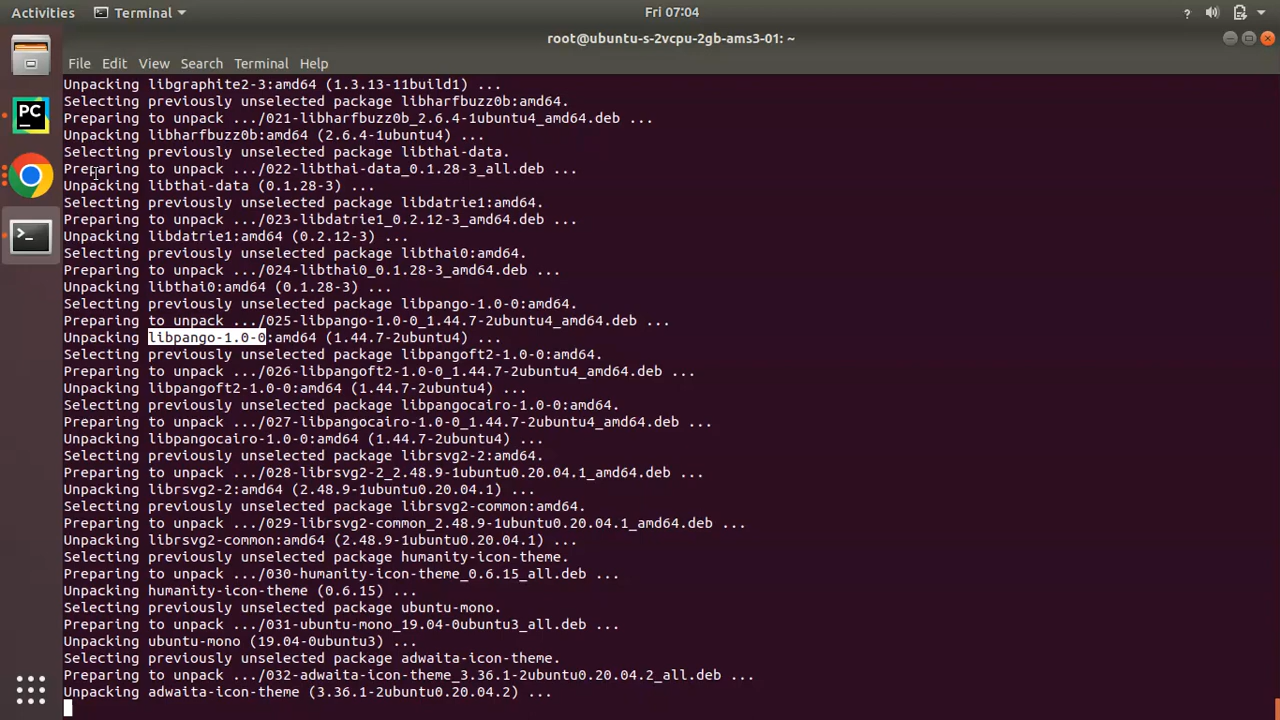 Activities
Terminal
Fri 07:04
?
root@ubuntu-s-2vcpu-2gb-ams3-01: ~
File Edit View Search Terminal Help
PC
Unpacking libgraphite2-3:amd64 (1.3.13-11build1) ...
Selecting previously unselected package libharfbuzz0b:amd64.
Preparing to unpack .../021-libharfbuzz0b_2.6.4-1ubuntu4_amd64.deb ...
Unpacking libharfbuzz0b:amd64 (2.6.4-1ubuntu4) ...
Selecting previously unselected package libthai-data.
Preparing to unpack .../022-libthai-data_0.1.28-3_all.deb ...
Unpacking libthai-data (0.1.28-3) ...
Selecting previously unselected package libdatrie1:amd64.
Preparing to unpack .../023-libdatrie1_0.2.12-3_amd64.deb ...
Unpacking libdatrie1:amd64 (0.2.12-3) ...
Selecting previously unselected package libthai0:amd64.
Preparing to unpack .../024-libthai0_0.1.28-3_amd64.deb ...
Unpacking libthai0:amd64 (0.1.28-3) ...
Selecting previously unselected package libpango-1.0-0:amd64.
Preparing to unpack .../025-libpango-1.0-0_1.44.7-2ubuntu4_amd64.deb ...
Unpacking libpango-1.0-0:amd64 (1.44.7-2ubuntu4) ...
Selecting previously unselected package libpangoft2-1.0-0:amd64.
Preparing to unpack .../026-libpangoft2-1.0-0_1.44.7-2ubuntu4_amd64.deb ...
Unpacking libpangoft2-1.0-0:amd64 (1.44.7-2ubuntu4) ...
Selecting previously unselected package libpangocairo-1.0-0:amd64.
Preparing to unpack .../027-libpangocairo-1.0-0_1.44.7-2ubuntu4_amd64.deb ...
Unpacking libpangocairo-1.0-0:amd64 (1.44.7-2ubuntu4) ...
Selecting previously unselected package librsvg2-2:amd64.
Preparing to unpack .../028-librsvg2-2_2.48.9-1ubuntu0.20.04.1_amd64.deb ...
Unpacking librsvg2-2:amd64 (2.48.9-1ubuntu0.20.04.1) ...
Selecting previously unselected package librsvg2-common:amd64.
Preparing to unpack .../029-librsvg2-common_2.48.9-1ubuntu0.20.04.1_amd64.deb ...
Unpacking librsvg2-common:amd64 (2.48.9-1ubuntu0.20.04.1) ...
Selecting previously unselected package humanity-icon-theme.
Preparing to unpack .../030-humanity-icon-theme_0.6.15_all.deb ...
Unpacking humanity-icon-theme (0.6.15) ...
Selecting previously unselected package ubuntu-mono.
Preparing to unpack .../031-ubuntu-mono_19.04-0ubuntu3_all.deb ...
Unpacking ubuntu-mono (19.04-0ubuntu3) ...
Selecting previously unselected package adwaita-icon-theme.
Preparing to unpack .../032-adwaita-icon-theme_3.36.1-2ubuntu0.20.04.2_all.deb ...
Unpacking adwaita-icon-theme (3.36.1-2ubuntu0.20.04.2) ...